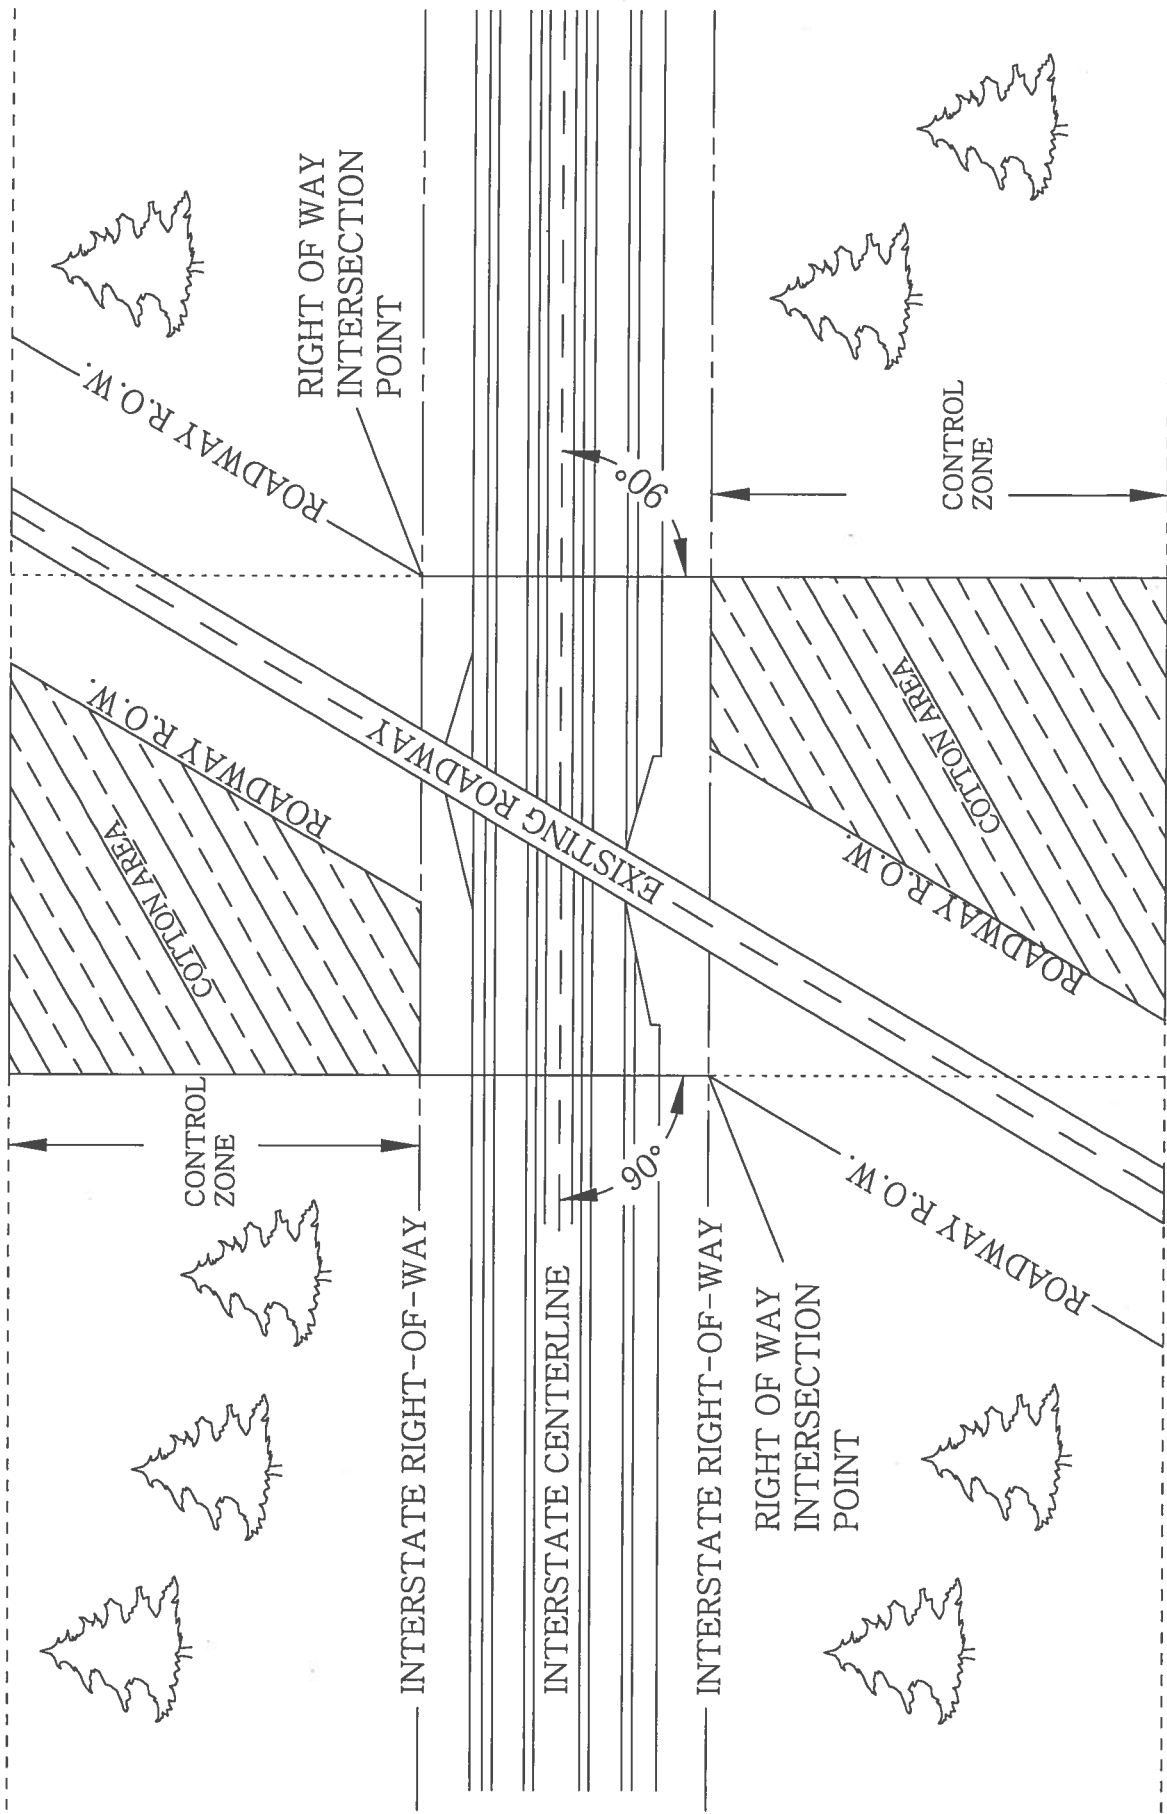 RIGHT OF WAY
INTERSECTION
POINT
ROADWAY R.O.W.
ROADWAY R.O.W.
COTTON AREA
CONTROL
ZONE
EXISTING ROADWAY
90°
90°
CONTROL
ZONE
COTTON AREA
ROADWAY R.O.W.
ROADWAY R.O.W.
INTERSTATE RIGHT-OF-WAY
INTERSTATE CENTERLINE
INTERSTATE RIGHT-OF-WAY
RIGHT OF WAY
INTERSECTION
POINT